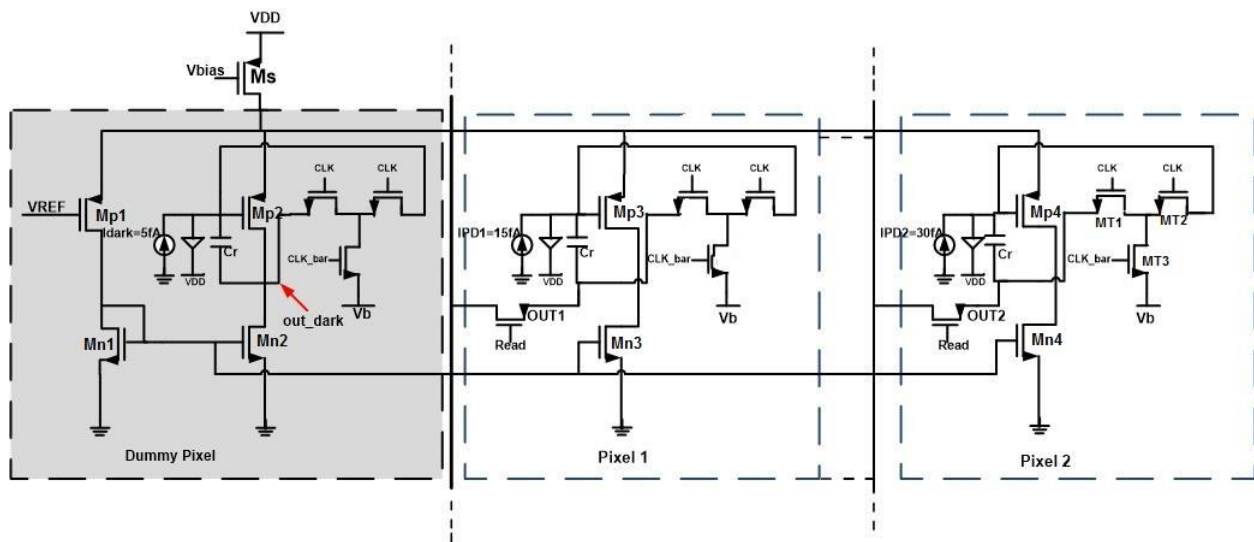 VDD
Vbias
Ms
CLK
CLK
VREF
Mp1
Idark=5fA
Mp2
VDD
Cr
CLK_bar
Vb
out_dark
Mn1
Mn2
Dummy Pixel
CLK
CLK
Mp3
IPD1=15fA
VDD
Cr
CLK_bar
Vb
OUT1
Read
Mn3
Pixel 1
CLK
CLK
Mp4
MT1
MT2
IPD2=30fA
VDD
Cr
CLK_bar
MT3
Vb
OUT2
Read
Mn4
Pixel 2